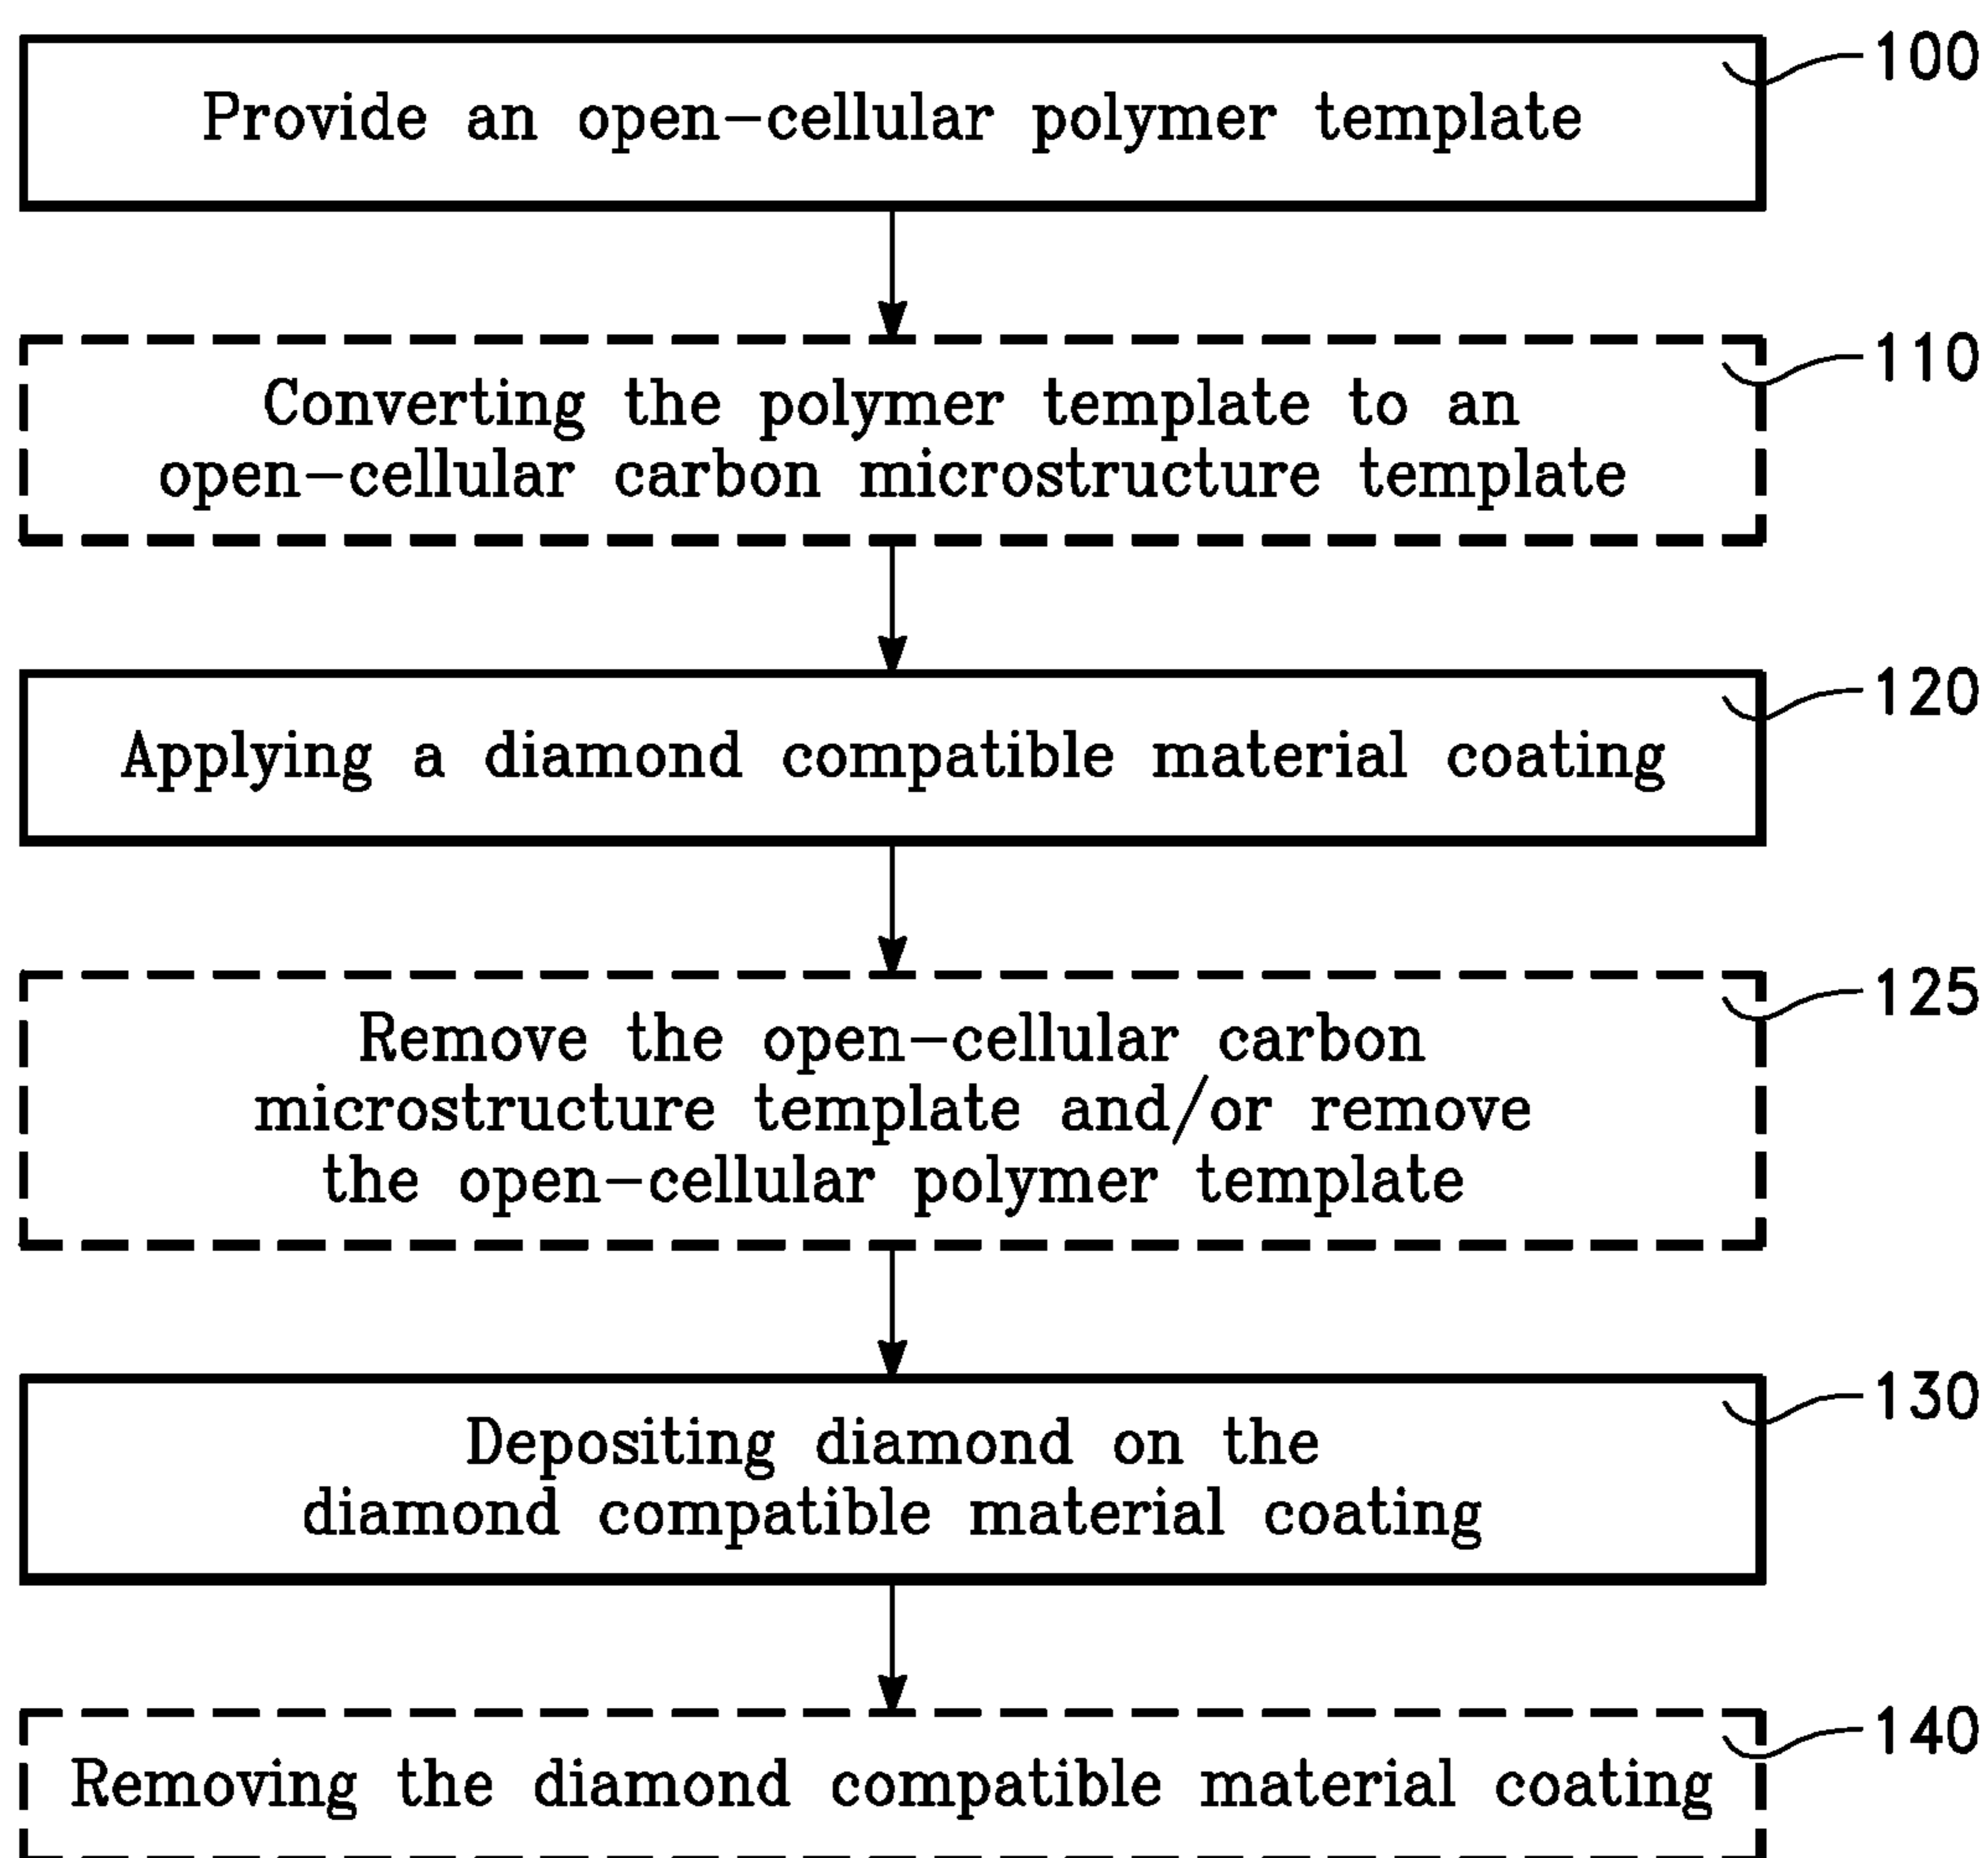 Provide an open-cellular polymer template
100
Converting the polymer template to an
open-cellular carbon microstructure template
110
Applying a diamond compatible material coating
120
Remove the open-cellular carbon
microstructure template and/or remove
the open-cellular polymer template
125
Depositing diamond on the
diamond compatible material coating
130
Removing the diamond compatible material coating
140